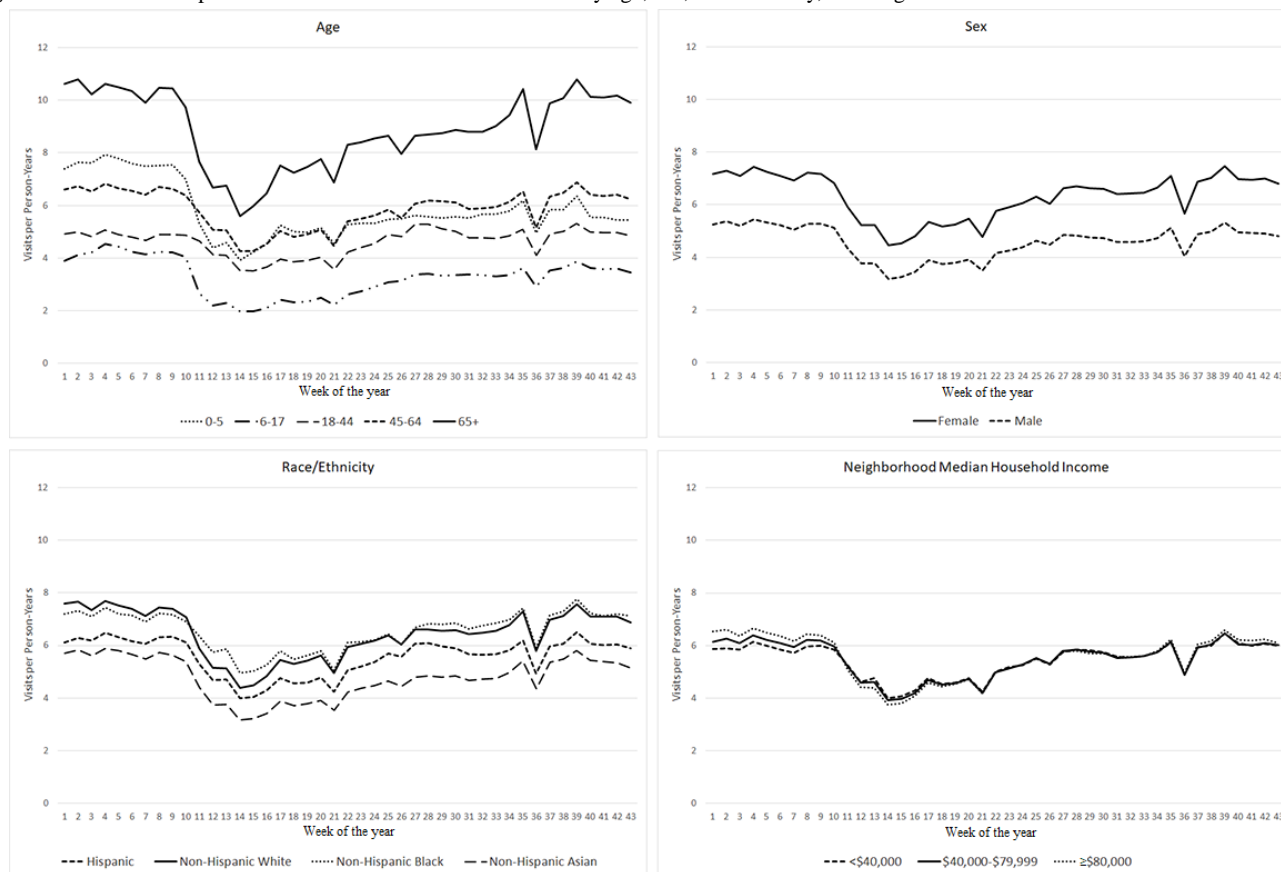 Age
12
10
8
6
4
2
0
Visits per Person-Years
1 2 3 4 5 6 7 8 9 10 11 12 13 14 15 16 17 18 19 20 21 22 23 24 25 26 27 28 29 30 31 32 33 34 35 36 37 38 39 40 41 42 43
Week of the year
0-5 6-17 18-44 45-64 65+
Sex
12
10
8
6
4
2
0
Visits per Person-Years
1 2 3 4 5 6 7 8 9 10 11 12 13 14 15 16 17 18 19 20 21 22 23 24 25 26 27 28 29 30 31 32 33 34 35 36 37 38 39 40 41 42 43
Week of the year
Female Male
Race/Ethnicity
12
10
8
6
4
2
0
Visits per Person-Years
1 2 3 4 5 6 7 8 9 10 11 12 13 14 15 16 17 18 19 20 21 22 23 24 25 26 27 28 29 30 31 32 33 34 35 36 37 38 39 40 41 42 43
Week of the year
Hispanic Non-Hispanic White Non-Hispanic Black Non-Hispanic Asian
Neighborhood Median Household Income
12
10
8
6
4
2
0
Visits per Person-Years
1 2 3 4 5 6 7 8 9 10 11 12 13 14 15 16 17 18 19 20 21 22 23 24 25 26 27 28 29 30 31 32 33 34 35 36 37 38 39 40 41 42 43
Week of the year
<$40,000 $40,000-$79,999 ≥$80,000